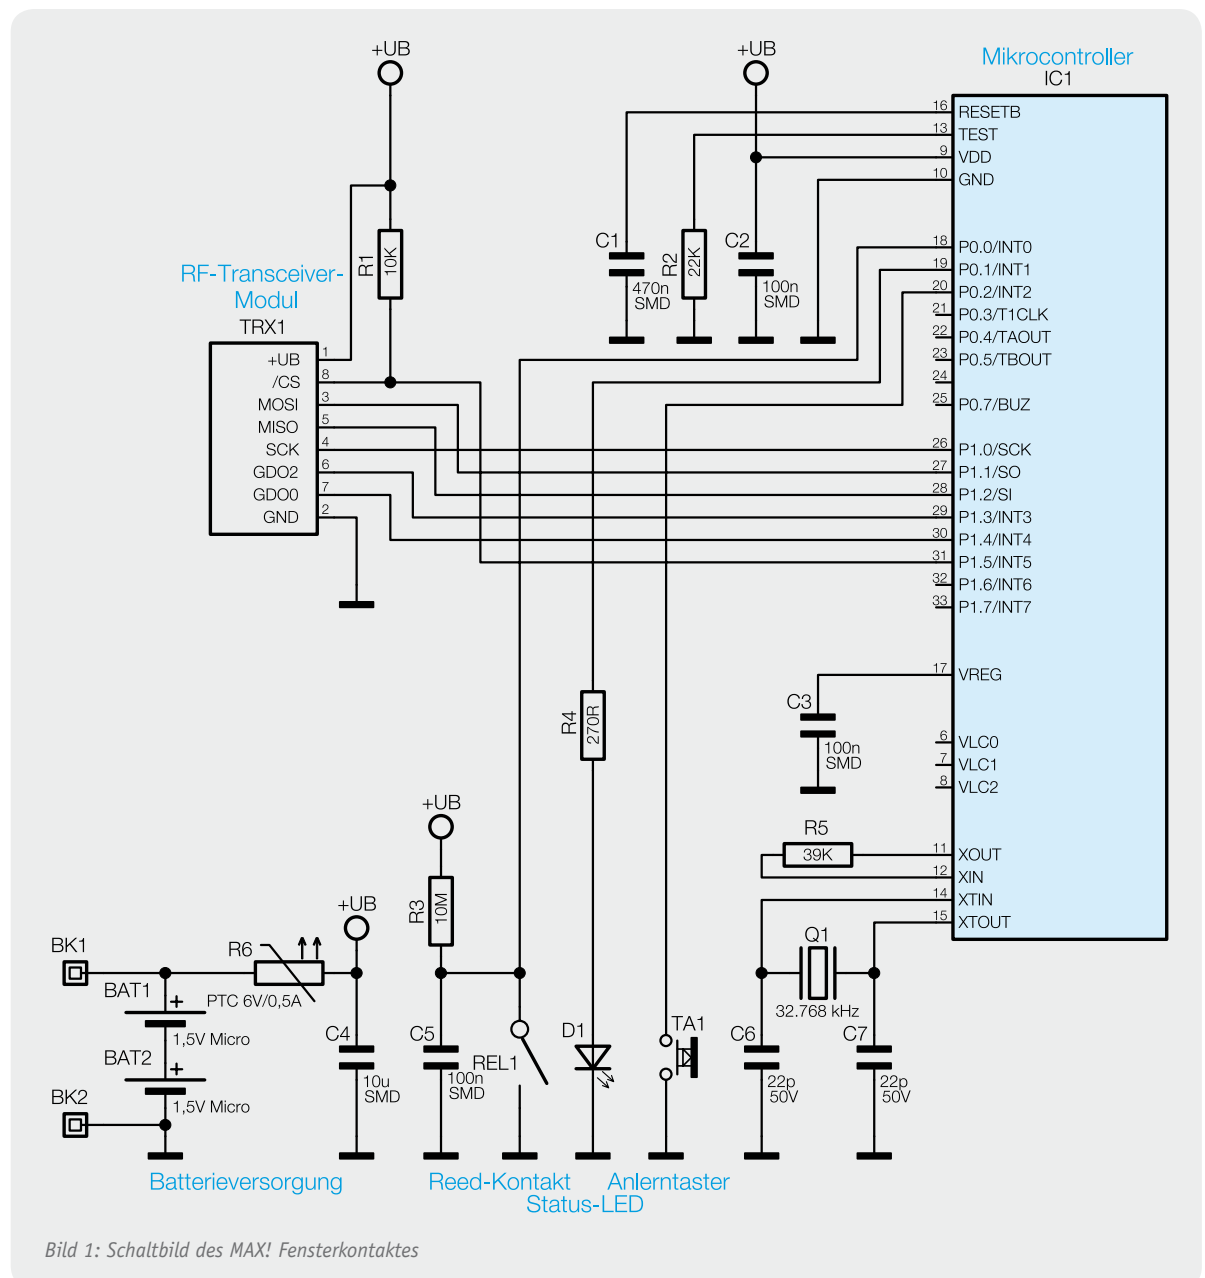 +UB
+UB
Mikrocontroller
IC1
16 RESETB
13 TEST
9 VDD
10 GND
18 P0.0/INT0
19 P0.1/INT1
20 P0.2/INT2
21 P0.3/T1CLK
22 P0.4/TAOUT
23 P0.5/TBOUT
24
25 P0.7/BUZ
26 P1.0/SCK
27 P1.1/SO
28 P1.2/SI
29 P1.3/INT3
30 P1.4/INT4
31 P1.5/INT5
32 P1.6/INT6
33 P1.7/INT7
17 VREG
6 VLC0
7 VLC1
8 VLC2
11 XOUT
12 XIN
14 XTIN
15 XTOUT
C1
470n
SMD
R2
22K
C2
100n
SMD
R1
10K
RF-Transceiver-
Modul
TRX1
+UB 1
/CS 8
MOSI 3
MISO 5
SCK 4
GDO2 6
GDO0 7
GND 2
R4
270R
C3
100n
SMD
+UB
R3
10M
R5
39K
+UB
BK1
R6
PTC 6V/0,5A
BAT1
+
1,5V Micro
BAT2
+
1,5V Micro
BK2
C4
10u
SMD
C5
100n
SMD
REL1
D1
TA1
Q1
32.768 kHz
C6
22p
50V
C7
22p
50V
Batterieversorgung
Reed-Kontakt
Status-LED
Anlerntaster
Bild 1: Schaltbild des MAX! Fensterkontaktes